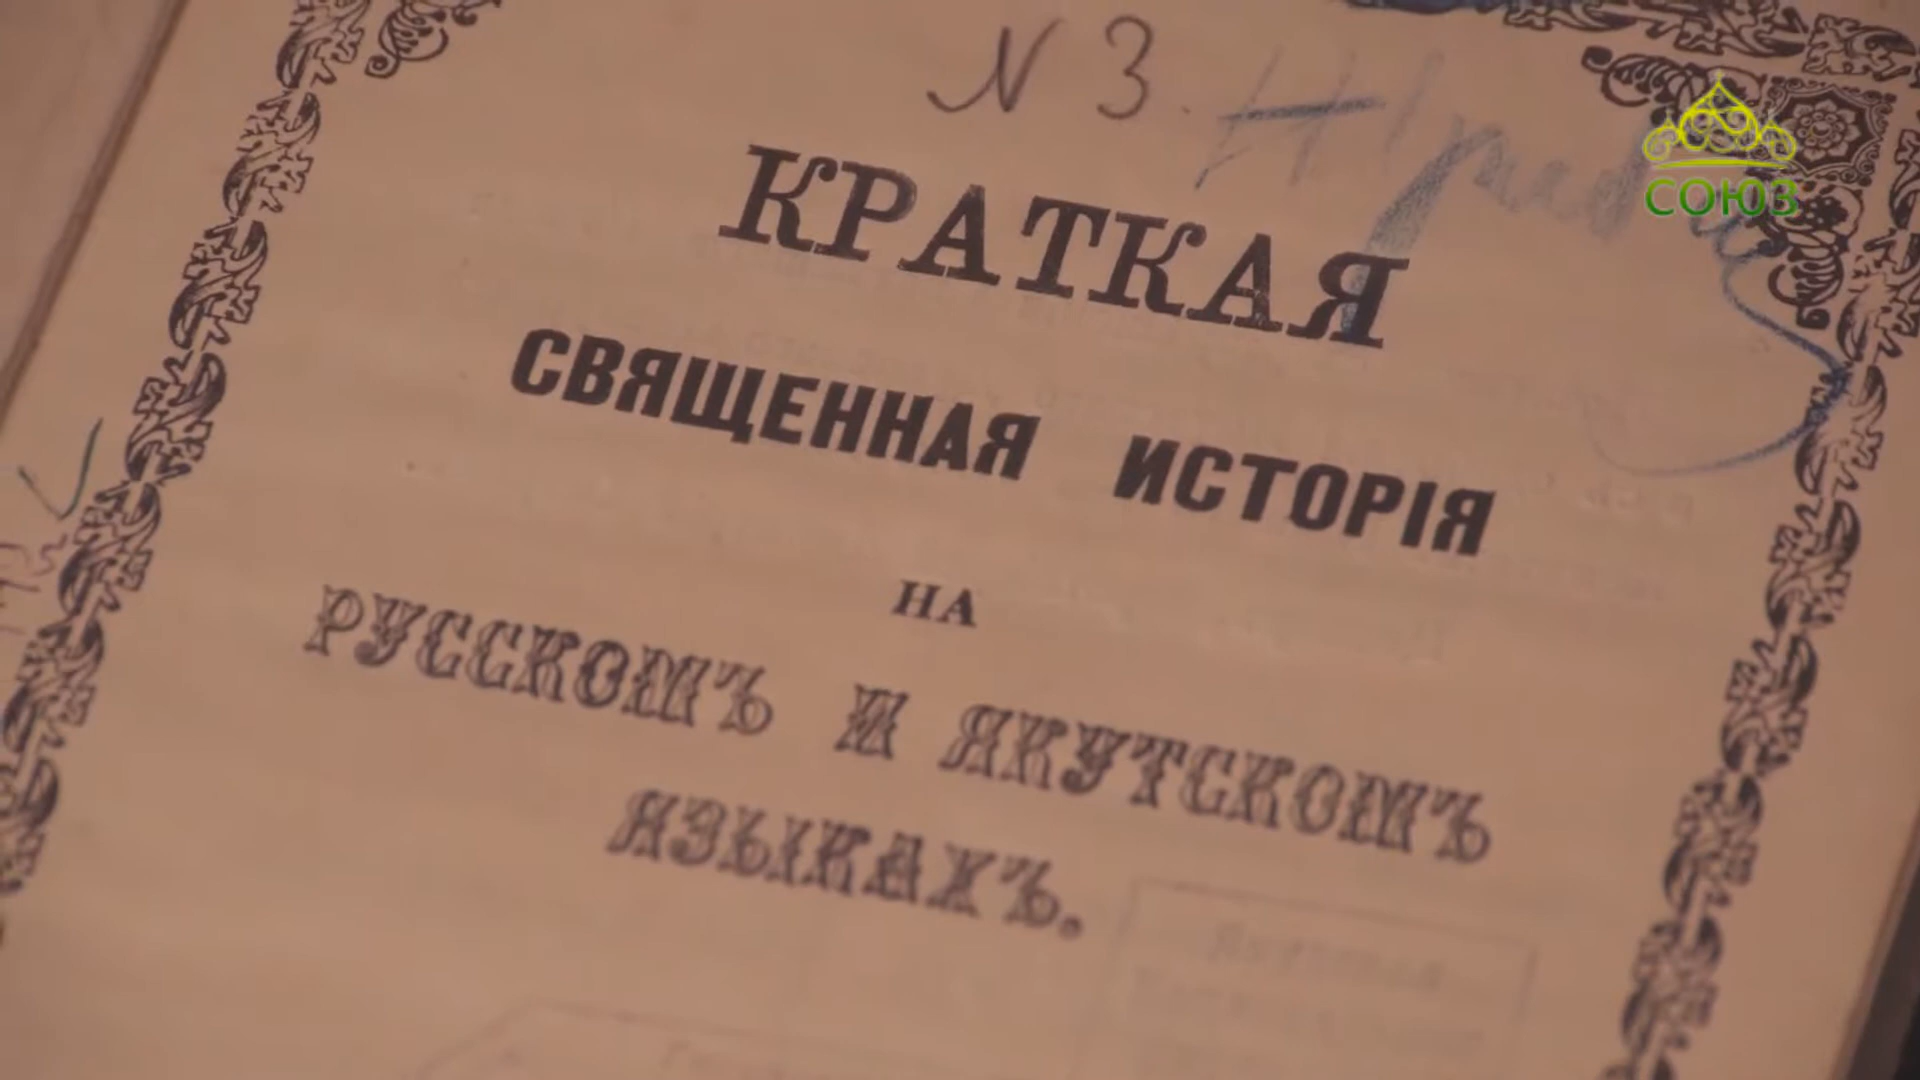 N 3.
КРАТКАЯ
СОЮЗ
СВЯЩЕННАЯ ИСТОРІЯ
НА
РУССКОМЪ И ЯКУТСКОМЪ
ЯЗЫКАХЪ.